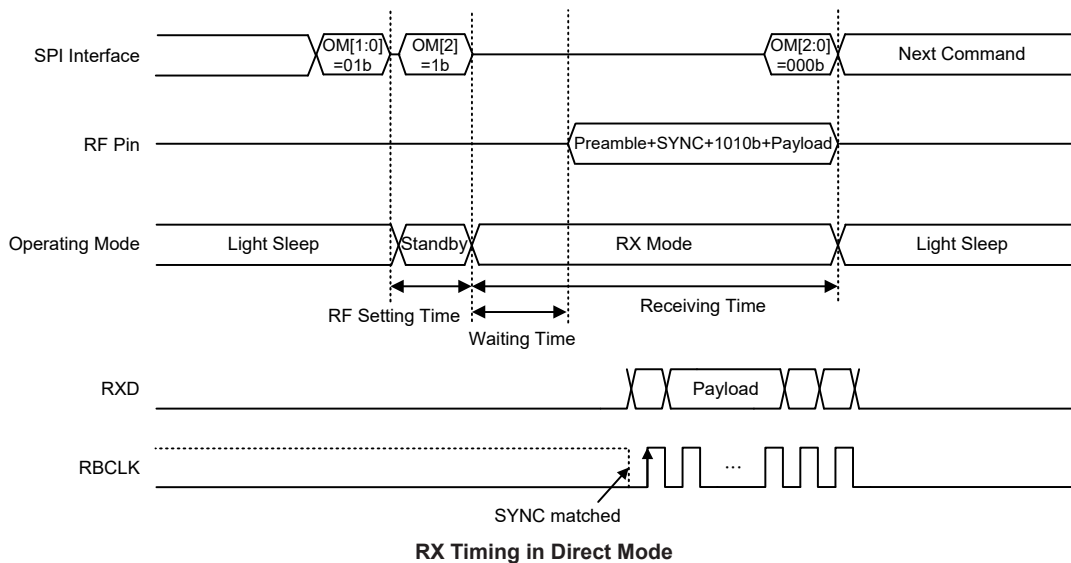 SPI Interface
OM[1:0]
=01b
OM[2]
=1b
OM[2:0]
=000b
Next Command
RF Pin
Preamble+SYNC+1010b+Payload
Operating Mode
Light Sleep
Standby
RX Mode
Light Sleep
RF Setting Time
Receiving Time
Waiting Time
RXD
Payload
RBCLK
...
SYNC matched
RX Timing in Direct Mode